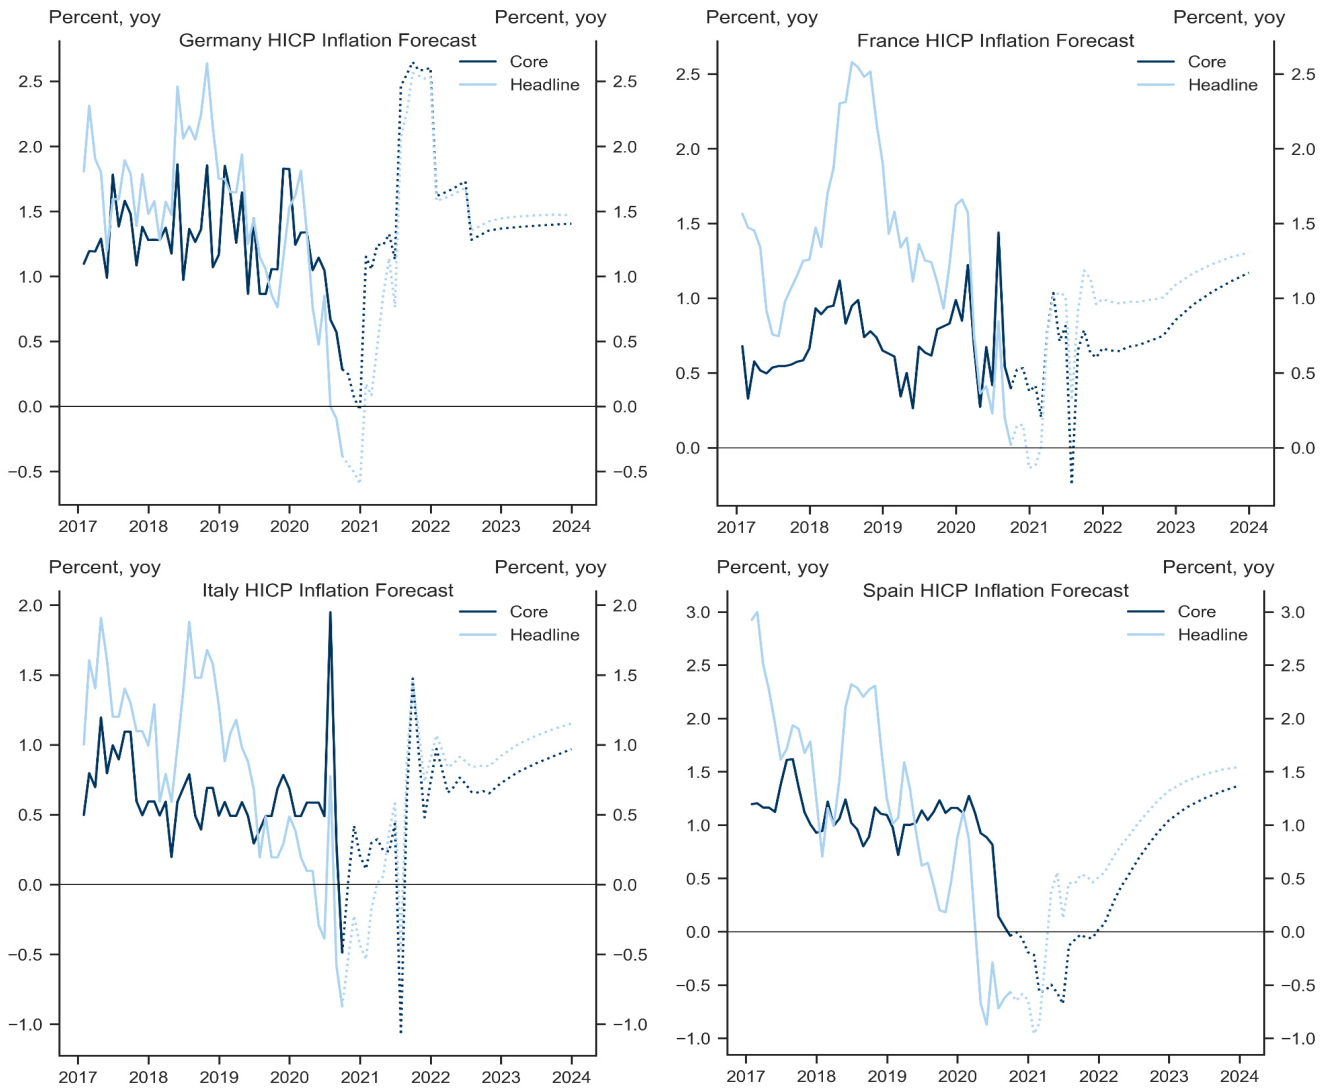 Percent, yoy Percent, yoy
Germany HICP Inflation Forecast
Core
Headline
2.5 2.5
2.0 2.0
1.5 1.5
1.0 1.0
0.5 0.5
0.0 0.0
−0.5 −0.5
2017 2018 2019 2020 2021 2022 2023 2024
Percent, yoy Percent, yoy
France HICP Inflation Forecast
Core
Headline
2.5 2.5
2.0 2.0
1.5 1.5
1.0 1.0
0.5 0.5
0.0 0.0
2017 2018 2019 2020 2021 2022 2023 2024
Percent, yoy Percent, yoy
Italy HICP Inflation Forecast
Core
Headline
2.0 2.0
1.5 1.5
1.0 1.0
0.5 0.5
0.0 0.0
−0.5 −0.5
−1.0 −1.0
2017 2018 2019 2020 2021 2022 2023 2024
Percent, yoy Percent, yoy
Spain HICP Inflation Forecast
Core
Headline
3.0 3.0
2.5 2.5
2.0 2.0
1.5 1.5
1.0 1.0
0.5 0.5
0.0 0.0
−0.5 −0.5
−1.0 −1.0
2017 2018 2019 2020 2021 2022 2023 2024